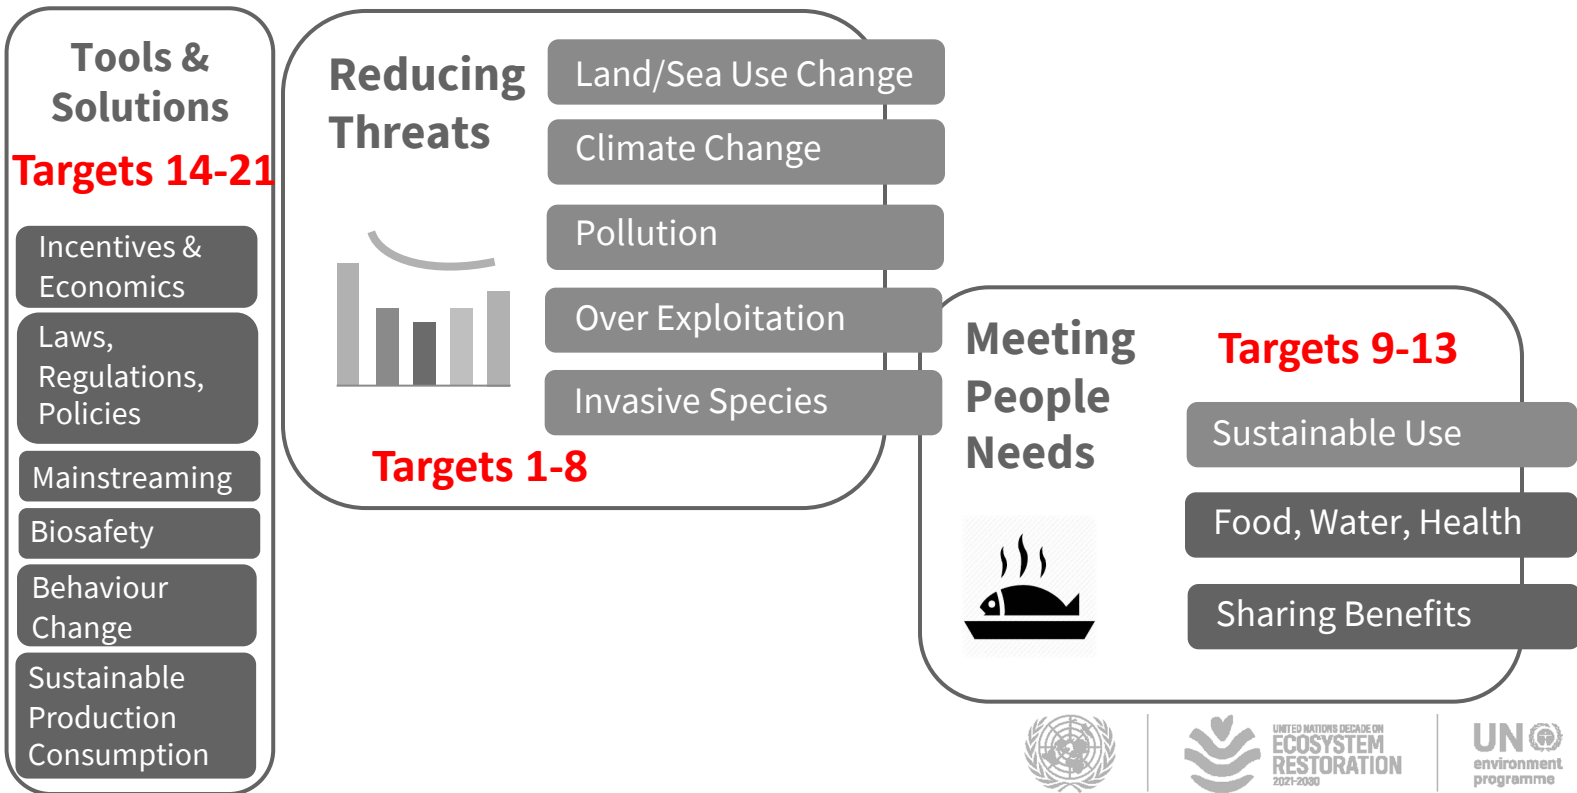 Tools &
Solutions
Targets 14-21
Incentives &
Economics
Laws,
Regulations,
Policies
Mainstreaming
Biosafety
Behaviour
Change
Sustainable
Production
Consumption
Reducing
Threats
Land/Sea Use Change
Climate Change
Pollution
Over Exploitation
Invasive Species
Targets 1-8
Meeting
People
Needs
Targets 9-13
Sustainable Use
Food, Water, Health
Sharing Benefits
UNITED NATIONS DECADE ON
ECOSYSTEM
RESTORATION
2021-2030
UN
environment
programme